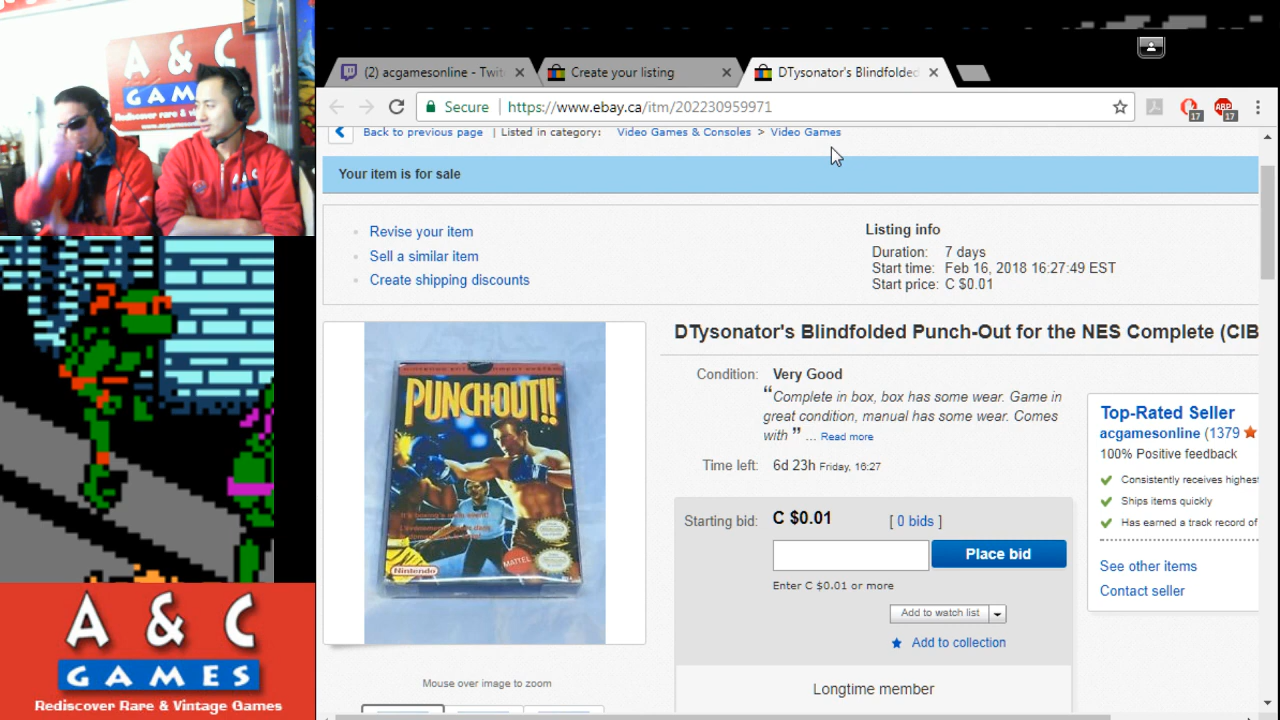 A & C
GAMES
Rediscover Rare &
(2) acgamesonline - Twit
Create your listing
DTysonator's Blindfolded
Secure
https://www.ebay.ca/itm/202230959971
17
ABP
17
Back to previous page | Listed in category: Video Games & Consoles > Video Games
Your item is for sale
Revise your item
Sell a similar item
Create shipping discounts
Listing info
Duration: 7 days
Start time: Feb 16, 2018 16:27:49 EST
Start price: C $0.01
PUNCH-OUT!!
MATTEL
Nintendo
Mouse over image to zoom
DTysonator's Blindfolded Punch-Out for the NES Complete (CIB
Condition: Very Good
“Complete in box, box has some wear. Game in
great condition, manual has some wear. Comes
with ” ... Read more
Time left: 6d 23h Friday, 16:27
Starting bid: C $0.01 [ 0 bids ]
Place bid
Enter C $0.01 or more
Add to watch list
Add to collection
Longtime member
Top-Rated Seller
acgamesonline (1379
100% Positive feedback
Consistently receives highest
Ships items quickly
Has earned a track record of
See other items
Contact seller
A & C
GAMES
Rediscover Rare & Vintage Games